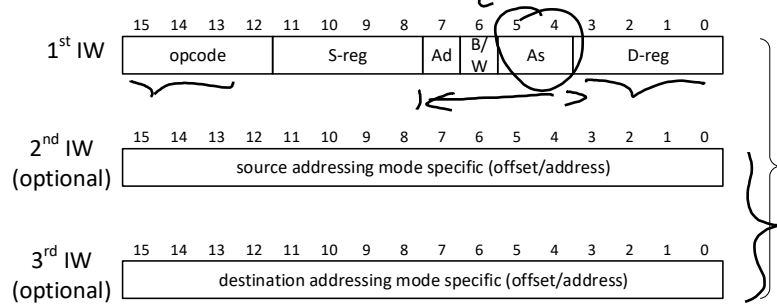 15 14 13 12 11 10 9 8 7 6 5 4 3 2 1 0
1st IW opcode S-reg Ad B/W As D-reg
15 14 13 12 11 10 9 8 7 6 5 4 3 2 1 0
2nd IW
(optional)
source addressing mode specific (offset/address)
15 14 13 12 11 10 9 8 7 6 5 4 3 2 1 0
3rd IW
(optional)
destination addressing mode specific (offset/address)